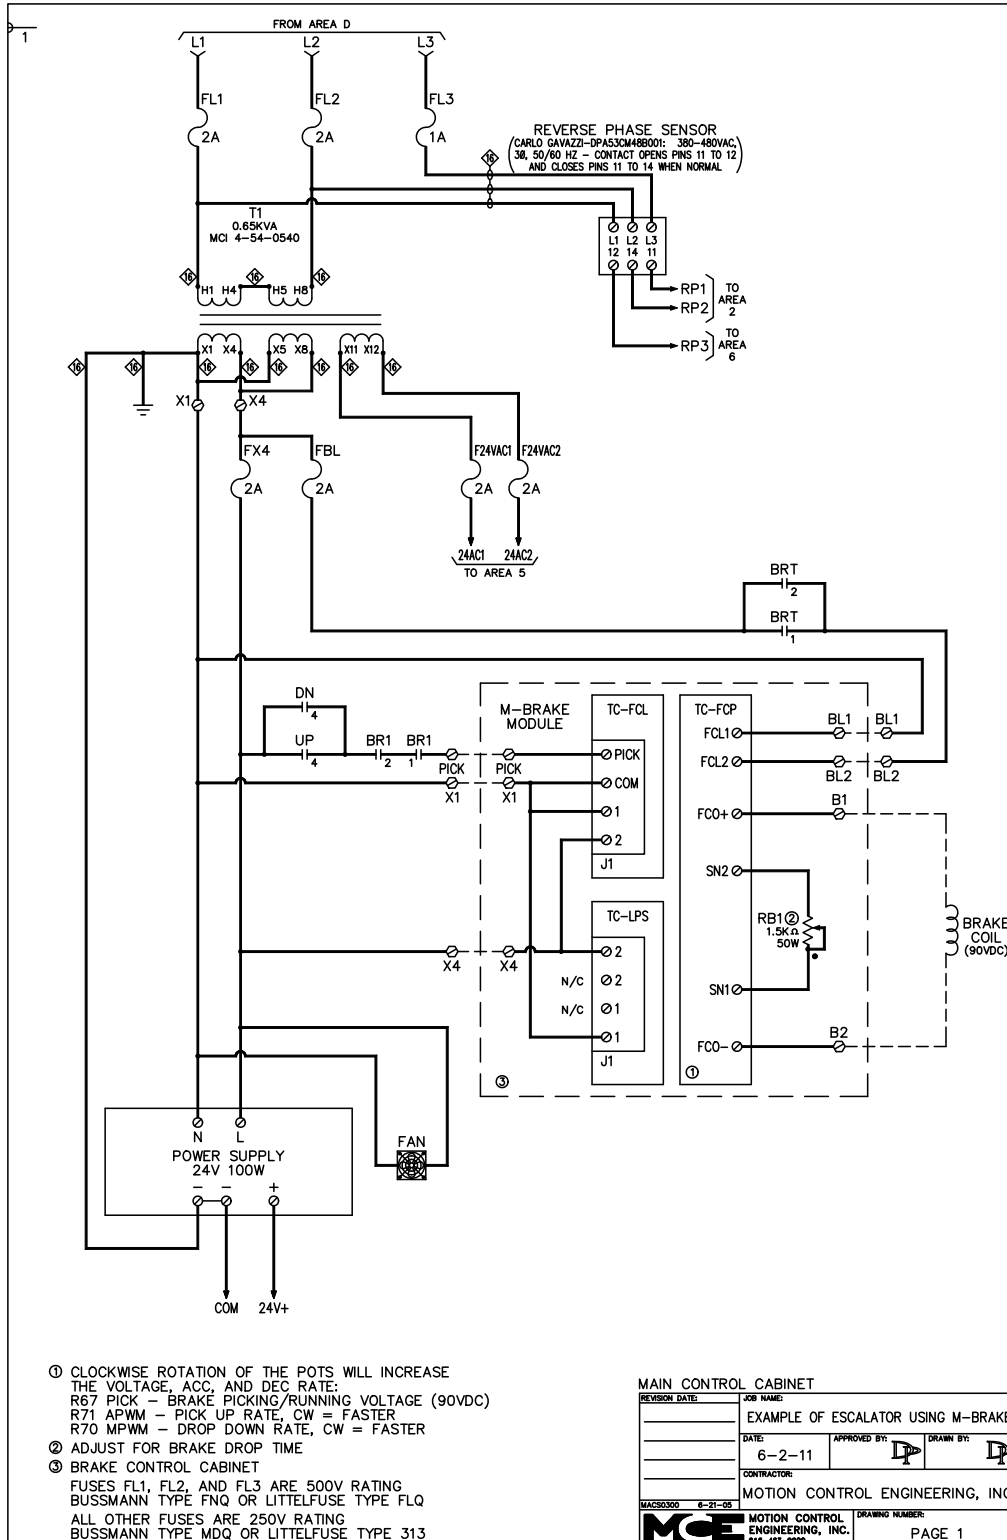 1
FROM AREA D
L1 L2 L3
FL1 FL2 FL3
2A 2A 1A
REVERSE PHASE SENSOR
(CARLO GAVAZZI-DPA53CM48B001: 380-480VAC,
3Ø, 50/60 HZ - CONTACT OPENS PINS 11 TO 12
AND CLOSES PINS 11 TO 14 WHEN NORMAL)
16
T1
0.65KVA
MCI 4-54-0540
L1 L2 L3
12 14 11
16 16 16
H1 H4 H5 H8
RP1 TO
RP2 AREA
2
RP3 TO
AREA
6
X1 X4 X5 X8 X11 X12
16 16 16 16 16 16 16 16
X1 X4
FX4 FBL F24VAC1 F24VAC2
2A 2A 2A 2A
24AC1 24AC2
TO AREA 5
BRT
2
BRT
1
DN
4
UP
4
BR1 BR1
2 1
M-BRAKE
MODULE
TC-FCL
TC-FCP
PICK PICK PICK
X1 X1 COM
1
2
J1
FCL1 BL1 BL1
FCL2 BL2 BL2
FCO+ B1
SN2
RB1②
1.5KΩ
50W
BRAKE
COIL
(90VDC)
SN1
FCO- B2
①
TC-LPS
X4 X4 2
N/C 2
N/C 1
1
J1
③
N L
POWER SUPPLY
24V 100W
- - +
FAN
COM 24V+
① CLOCKWISE ROTATION OF THE POTS WILL INCREASE
THE VOLTAGE, ACC, AND DEC RATE:
R67 PICK - BRAKE PICKING/RUNNING VOLTAGE (90VDC)
R71 APWM - PICK UP RATE, CW = FASTER
R70 MPWM - DROP DOWN RATE, CW = FASTER
② ADJUST FOR BRAKE DROP TIME
③ BRAKE CONTROL CABINET
FUSES FL1, FL2, AND FL3 ARE 500V RATING
BUSSMANN TYPE FNQ OR LITTELFUSE TYPE FLQ
ALL OTHER FUSES ARE 250V RATING
BUSSMANN TYPE MDQ OR LITTELFUSE TYPE 313
MAIN CONTROL CABINET
REVISION DATE:
JOB NAME:
EXAMPLE OF ESCALATOR USING M-BRAKE
DATE:
6-2-11
APPROVED BY:
DRAWN BY:
CONTRACTOR:
MOTION CONTROL ENGINEERING, INC
MACS0300 6-21-05
MCE
MOTION CONTROL
ENGINEERING, INC.
DRAWING NUMBER:
PAGE 1